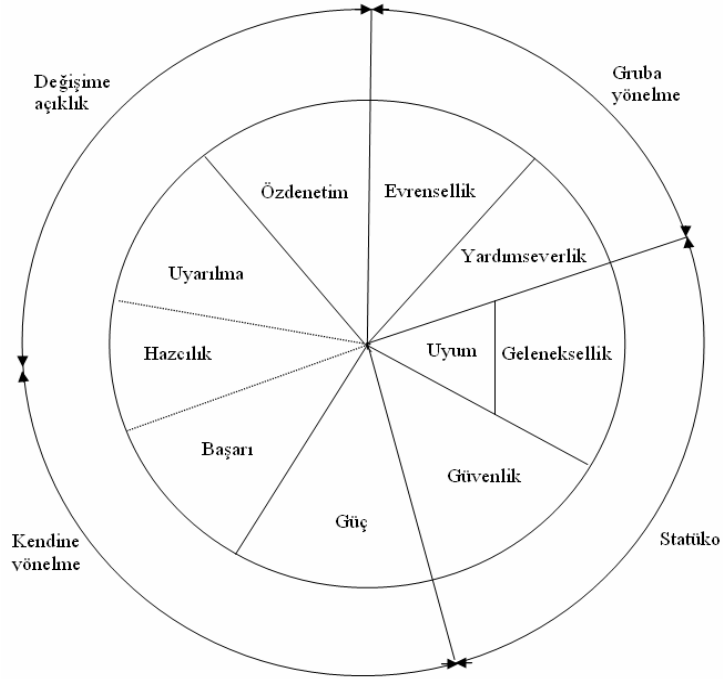 Değişime
açıklık
Gruba
yönelme
Özdenetim
Evrensellik
Yardımseverlik
Uyarılma
Hazcılık
Uyum
Geleneksellik
Başarı
Güvenlik
Güç
Kendine
yönelme
Statüko